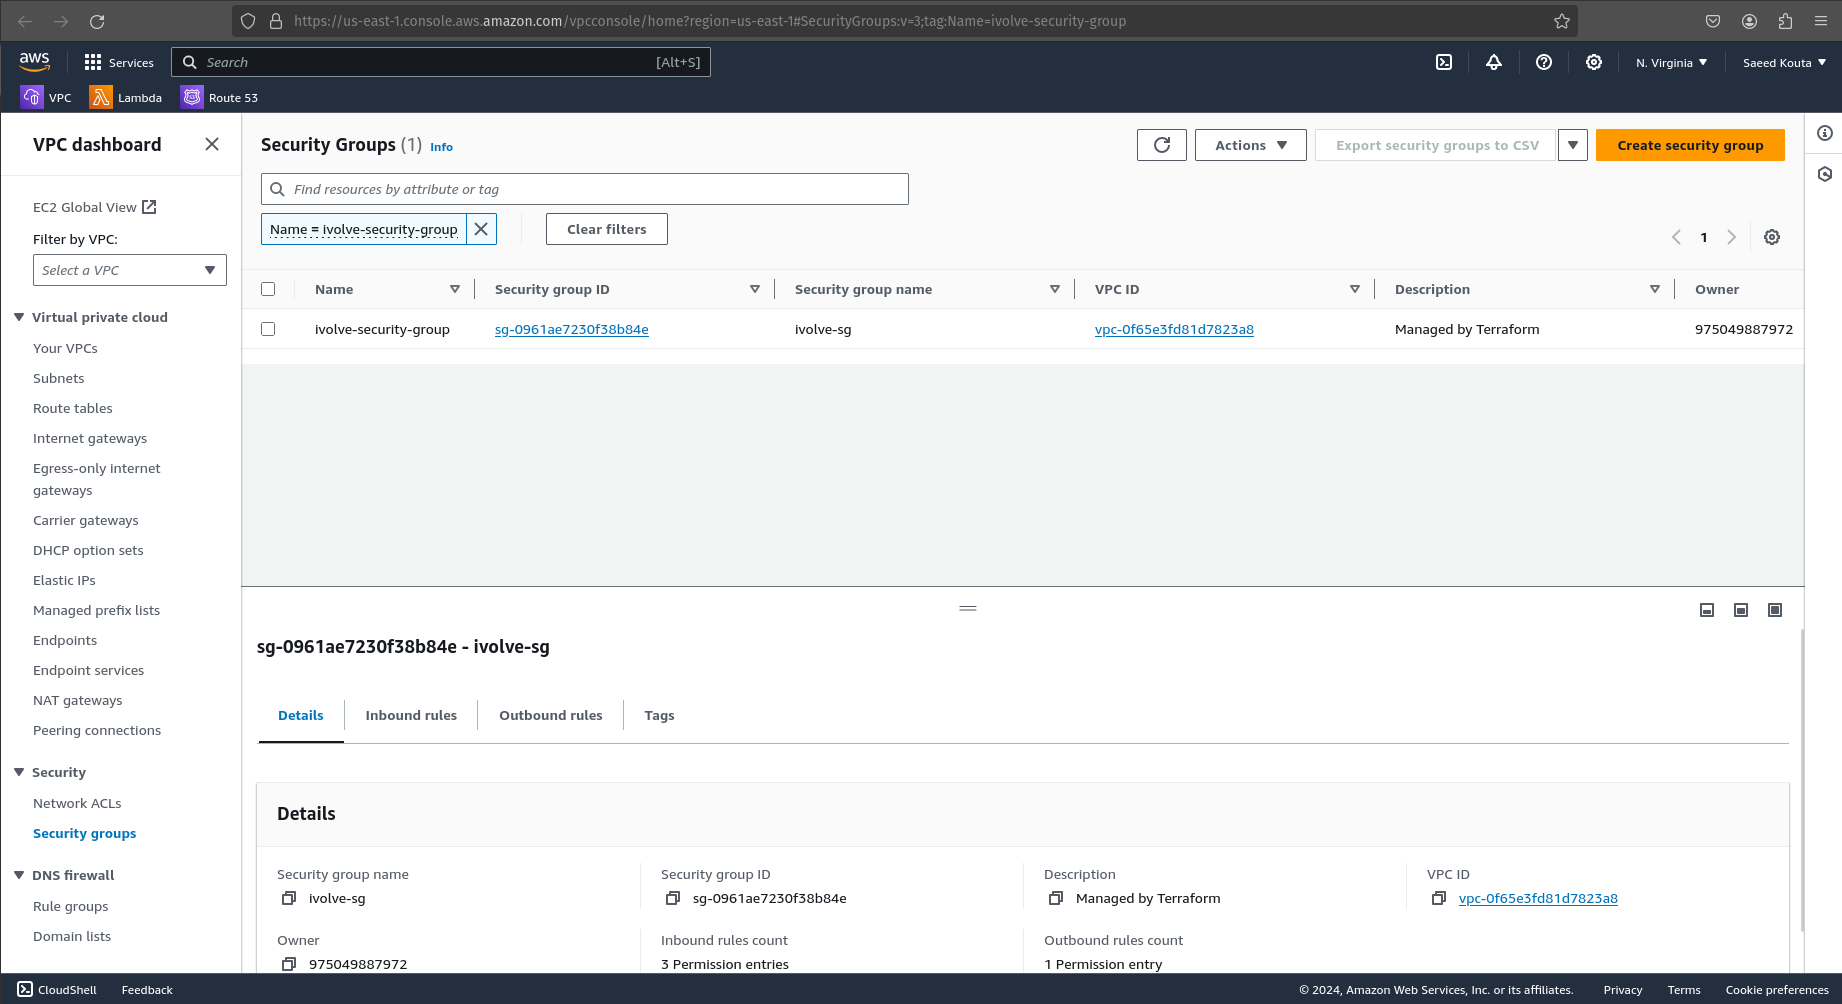 https://us-east-1.console.aws.amazon.com/vpcconsole/home?region=us-east-1#SecurityGroups:v=3;tag:Name=ivolve-security-group
aws Services Search [Alt+S] N. Virginia Saeed Kouta
VPC Lambda Route 53
VPC dashboard
EC2 Global View
Filter by VPC:
Select a VPC
Virtual private cloud
Your VPCs
Subnets
Route tables
Internet gateways
Egress-only internet
gateways
Carrier gateways
DHCP option sets
Elastic IPs
Managed prefix lists
Endpoints
Endpoint services
NAT gateways
Peering connections
Security
Network ACLs
Security groups
DNS firewall
Rule groups
Domain lists
Security Groups (1) Info
Actions Export security groups to CSV Create security group
Find resources by attribute or tag
Name = ivolve-security-group Clear filters
1
Name Security group ID Security group name VPC ID Description Owner
ivolve-security-group sg-0961ae7230f38b84e ivolve-sg vpc-0f65e3fd81d7823a8 Managed by Terraform 975049887972
sg-0961ae7230f38b84e - ivolve-sg
Details Inbound rules Outbound rules Tags
Details
Security group name Security group ID Description VPC ID
ivolve-sg sg-0961ae7230f38b84e Managed by Terraform vpc-0f65e3fd81d7823a8
Owner Inbound rules count Outbound rules count
975049887972 3 Permission entries 1 Permission entry
CloudShell Feedback © 2024, Amazon Web Services, Inc. or its affiliates. Privacy Terms Cookie preferences